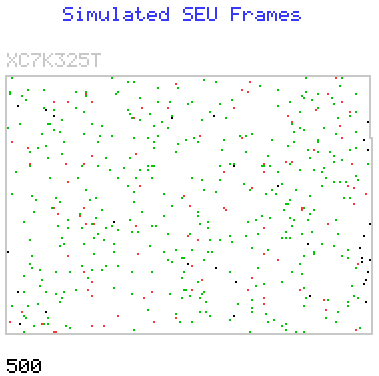 Simulated SEU Frames
XC7K325T
500